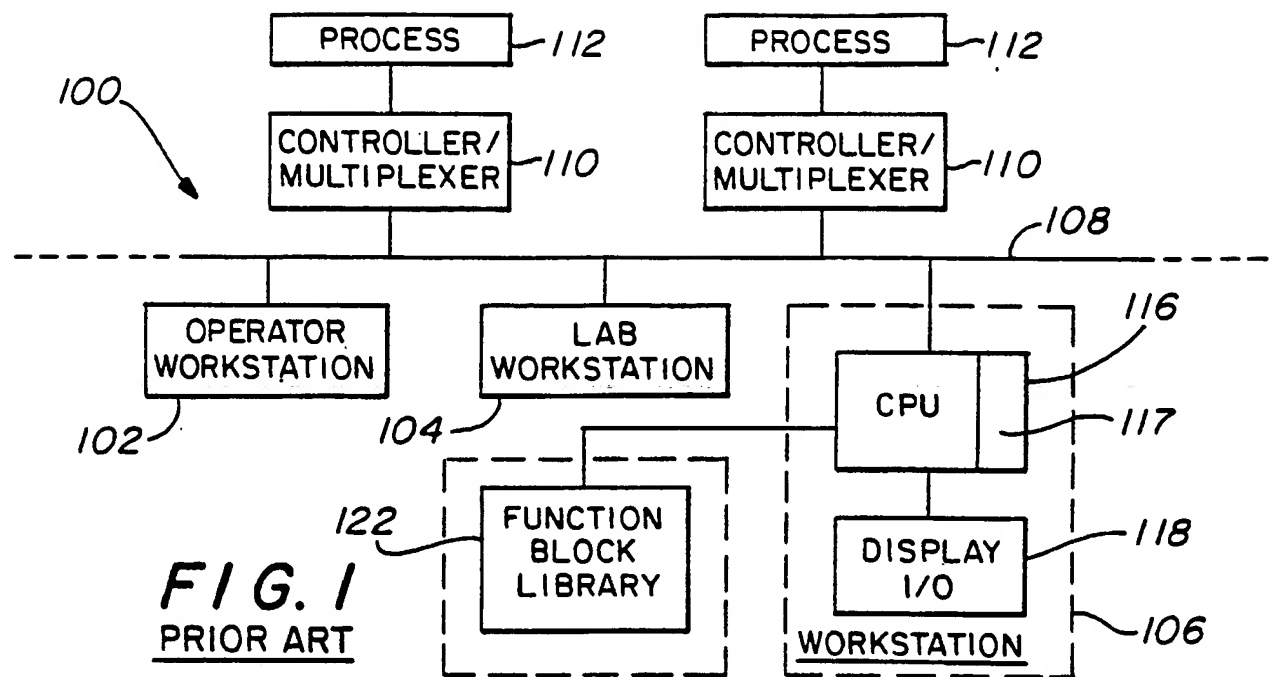 PROCESS
112
PROCESS
112
100
CONTROLLER/
MULTIPLEXER
110
CONTROLLER/
MULTIPLEXER
110
108
OPERATOR
WORKSTATION
102
LAB
WORKSTATION
104
116
CPU
117
122
FUNCTION
BLOCK
LIBRARY
DISPLAY
I/O
118
WORKSTATION
106
FIG. 1
PRIOR ART